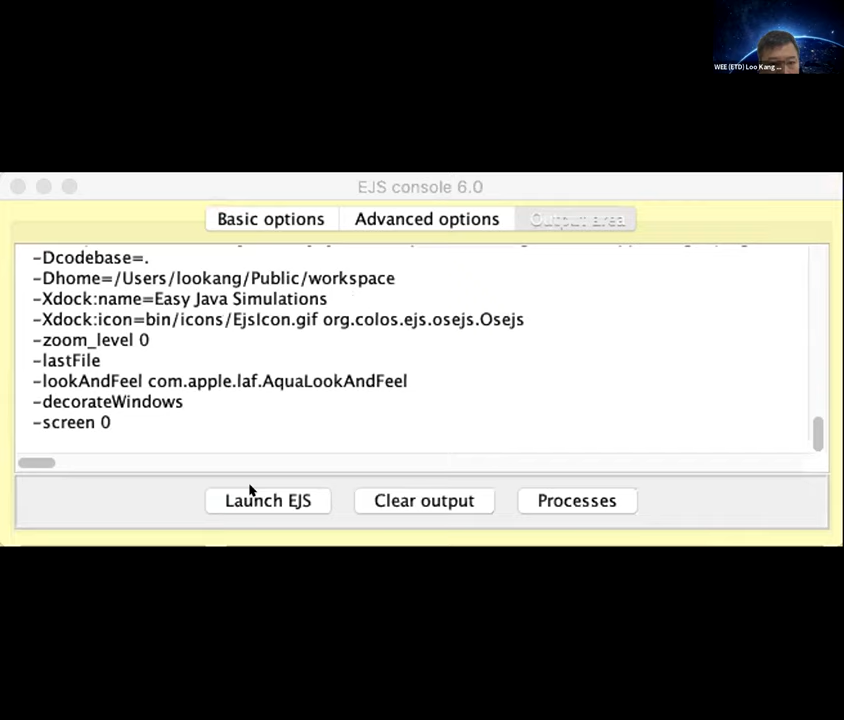 WEE (ETD) Loo Kang ...
EJS console 6.0
Basic options Advanced options Output area
-Dcodebase=.
-Dhome=/Users/lookang/Public/workspace
-Xdock:name=Easy Java Simulations
-Xdock:icon=bin/icons/EjsIcon.gif org.colos.ejs.osejs.Osejs
-zoom_level 0
-lastFile
-lookAndFeel com.apple.laf.AquaLookAndFeel
-decorateWindows
-screen 0
Launch EJS Clear output Processes